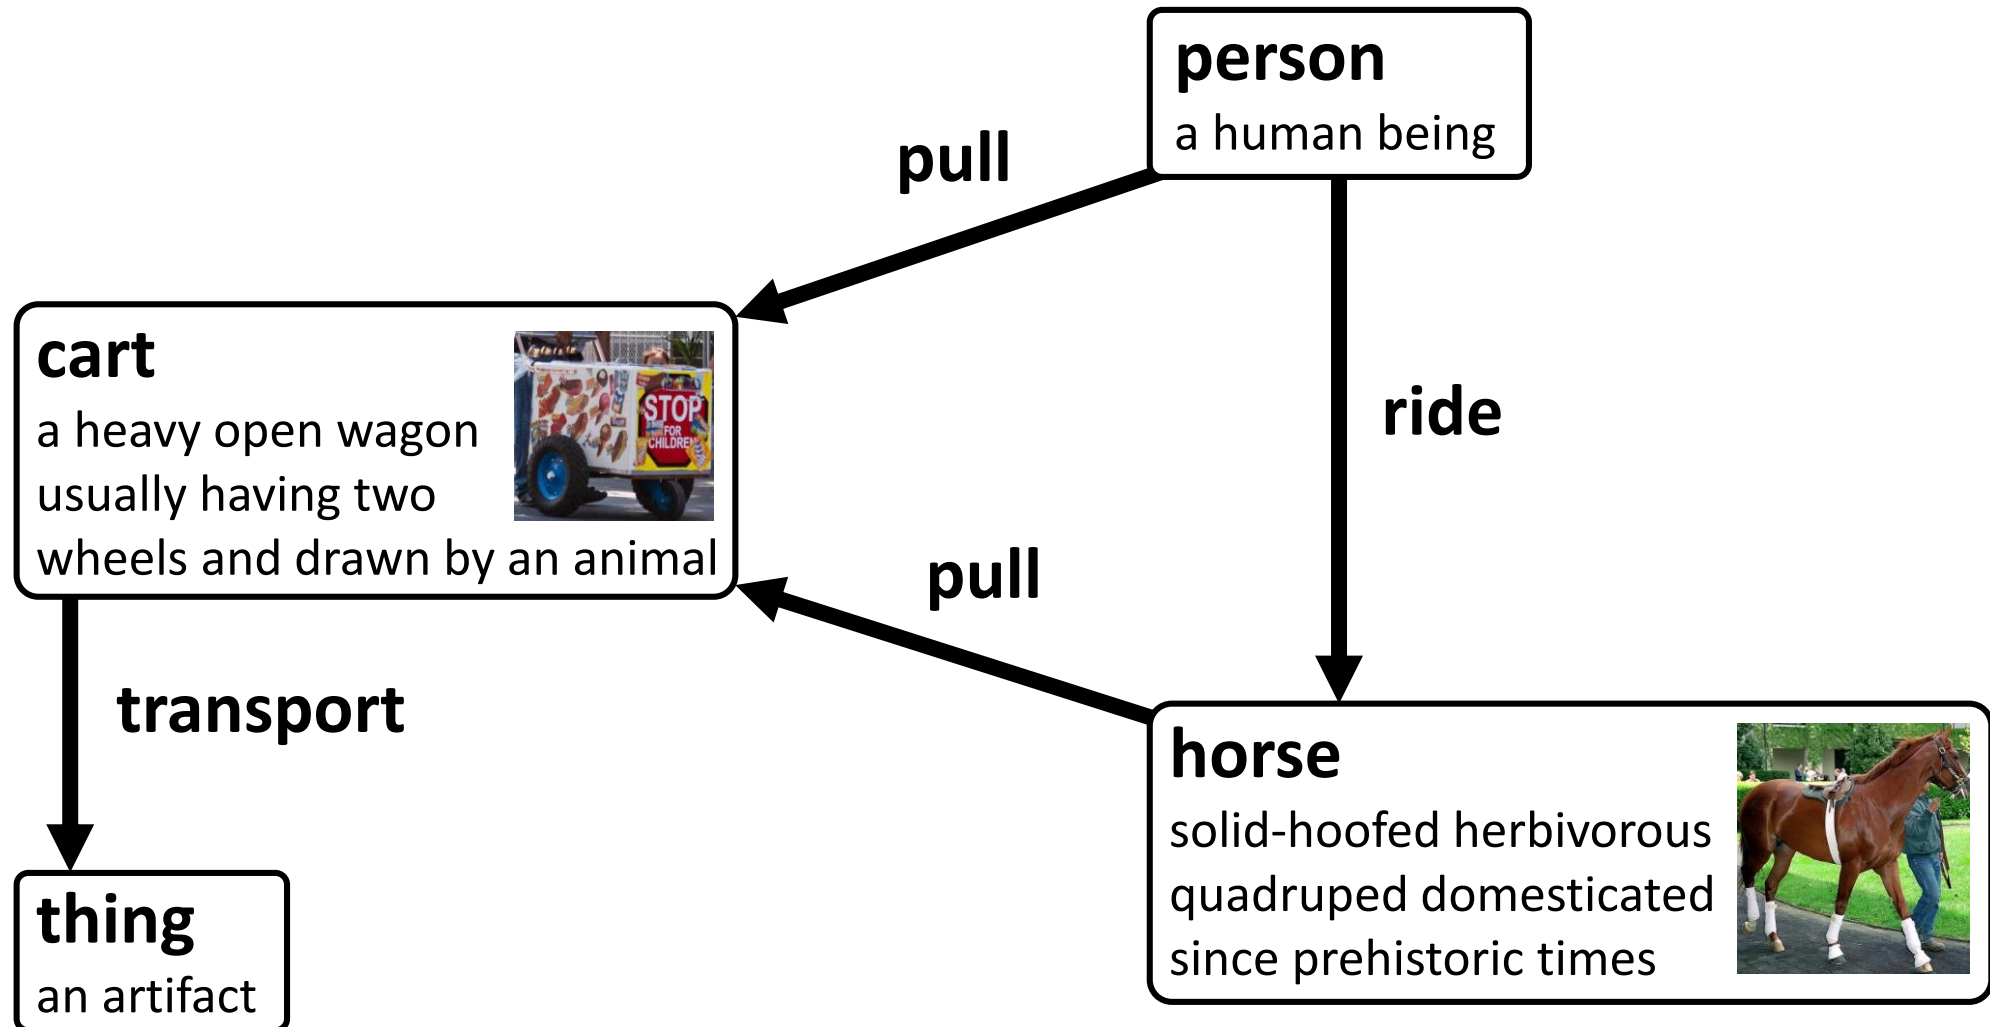 person
a human being
pull
cart
a heavy open wagon
usually having two
wheels and drawn by an animal
STOP
FOR
CHILDREN
ride
pull
transport
horse
solid-hoofed herbivorous
quadruped domesticated
since prehistoric times
thing
an artifact